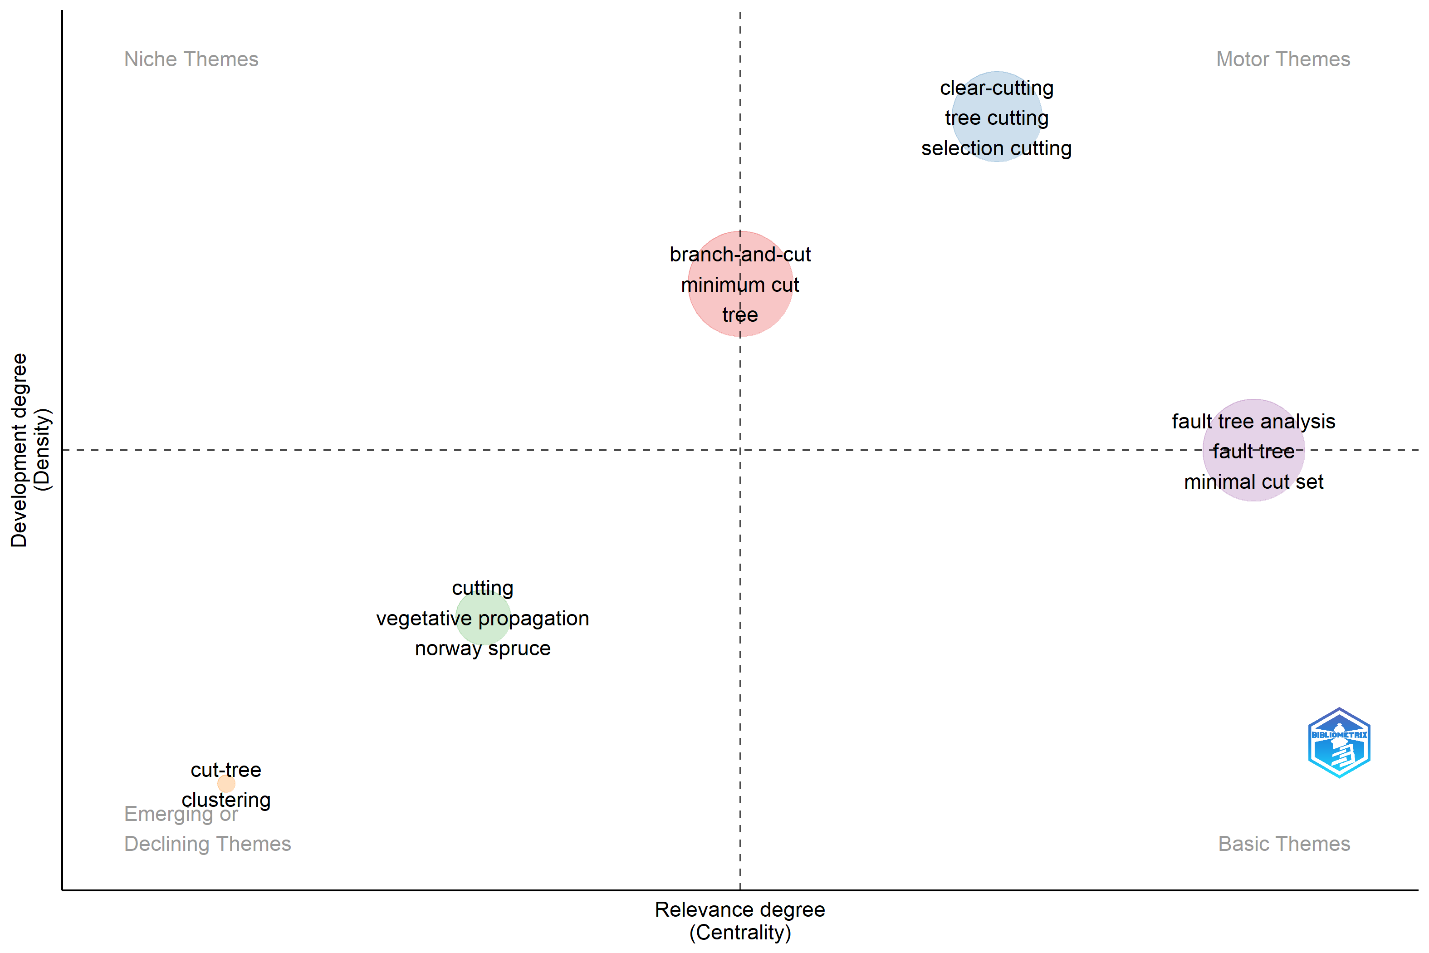 Niche Themes
Motor Themes
clear-cutting
tree cutting
selection cutting
branch-and-cut
minimum cut
tree
fault tree analysis
fault tree
minimal cut set
Development degree
(Density)
cutting
vegetative propagation
norway spruce
BIBLIOMETRIX
cut-tree
clustering
Emerging or
Declining Themes
Basic Themes
Relevance degree
(Centrality)